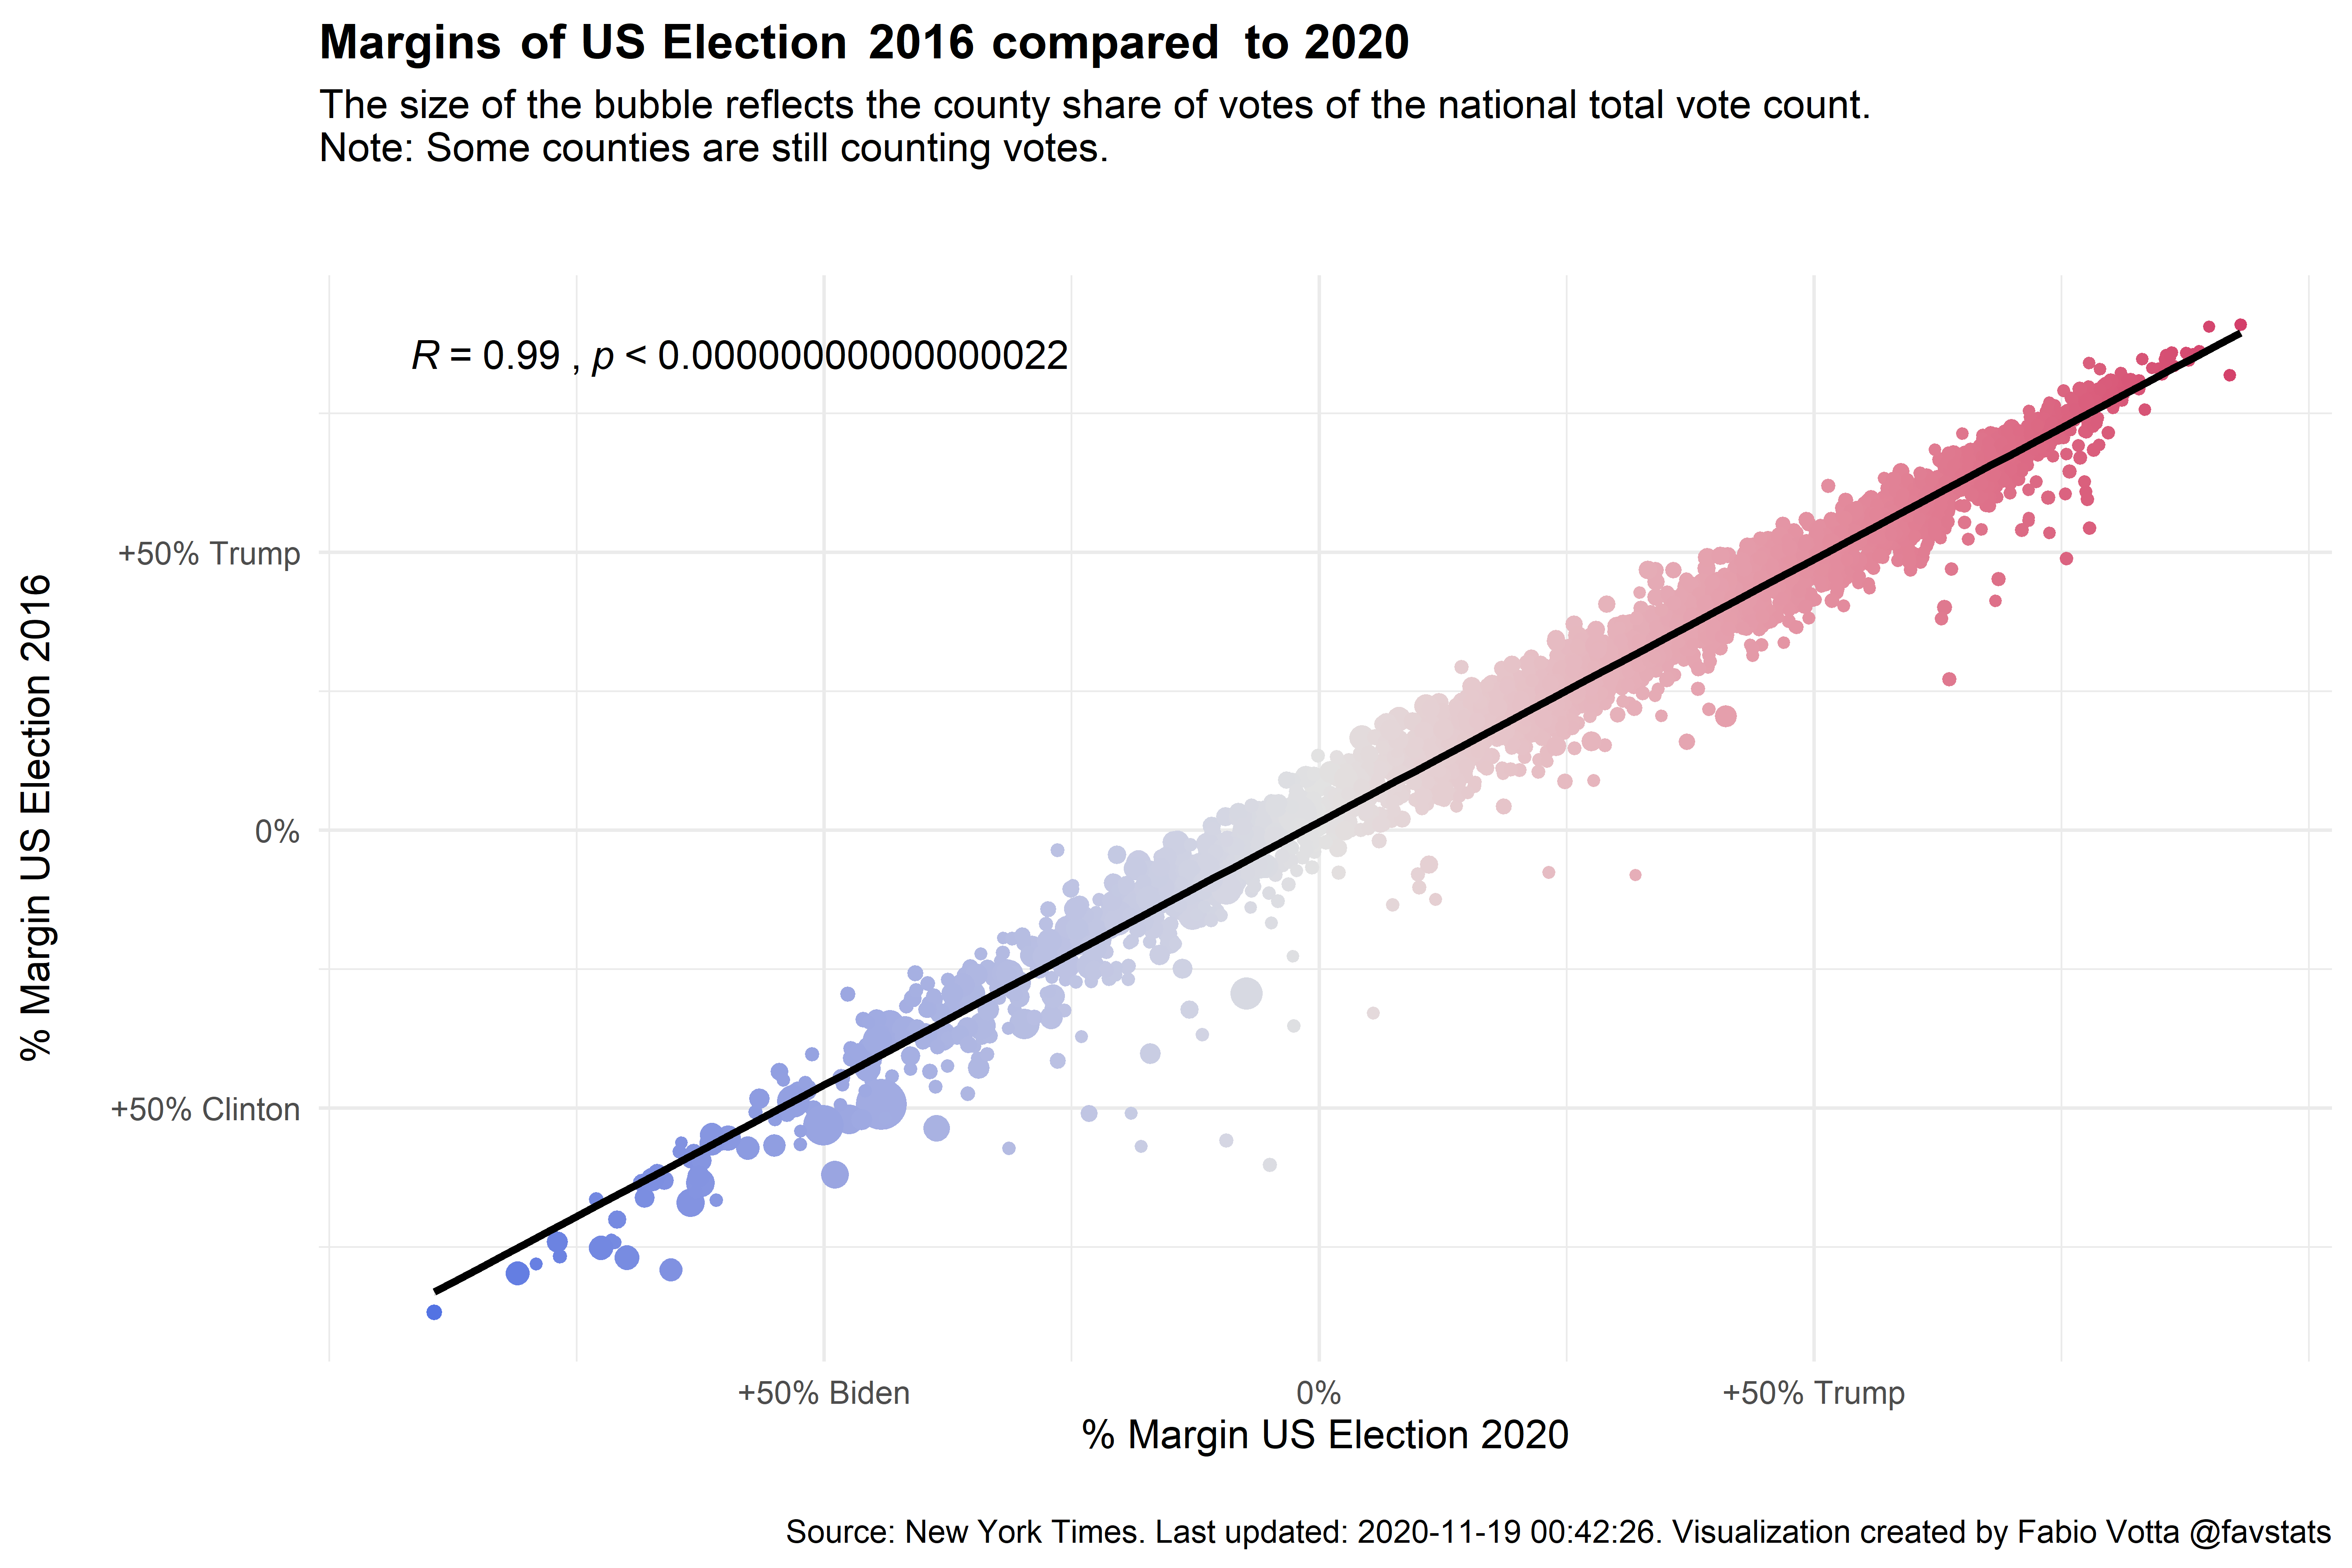 Margins of US Election 2016 compared to 2020
The size of the bubble reflects the county share of votes of the national total vote count.
Note: Some counties are still counting votes.
R = 0.99 , p < 0.00000000000000022
+50% Trump
0%
+50% Clinton
% Margin US Election 2016
+50% Biden
0%
+50% Trump
% Margin US Election 2020
Source: New York Times. Last updated: 2020-11-19 00:42:26. Visualization created by Fabio Votta @favstats